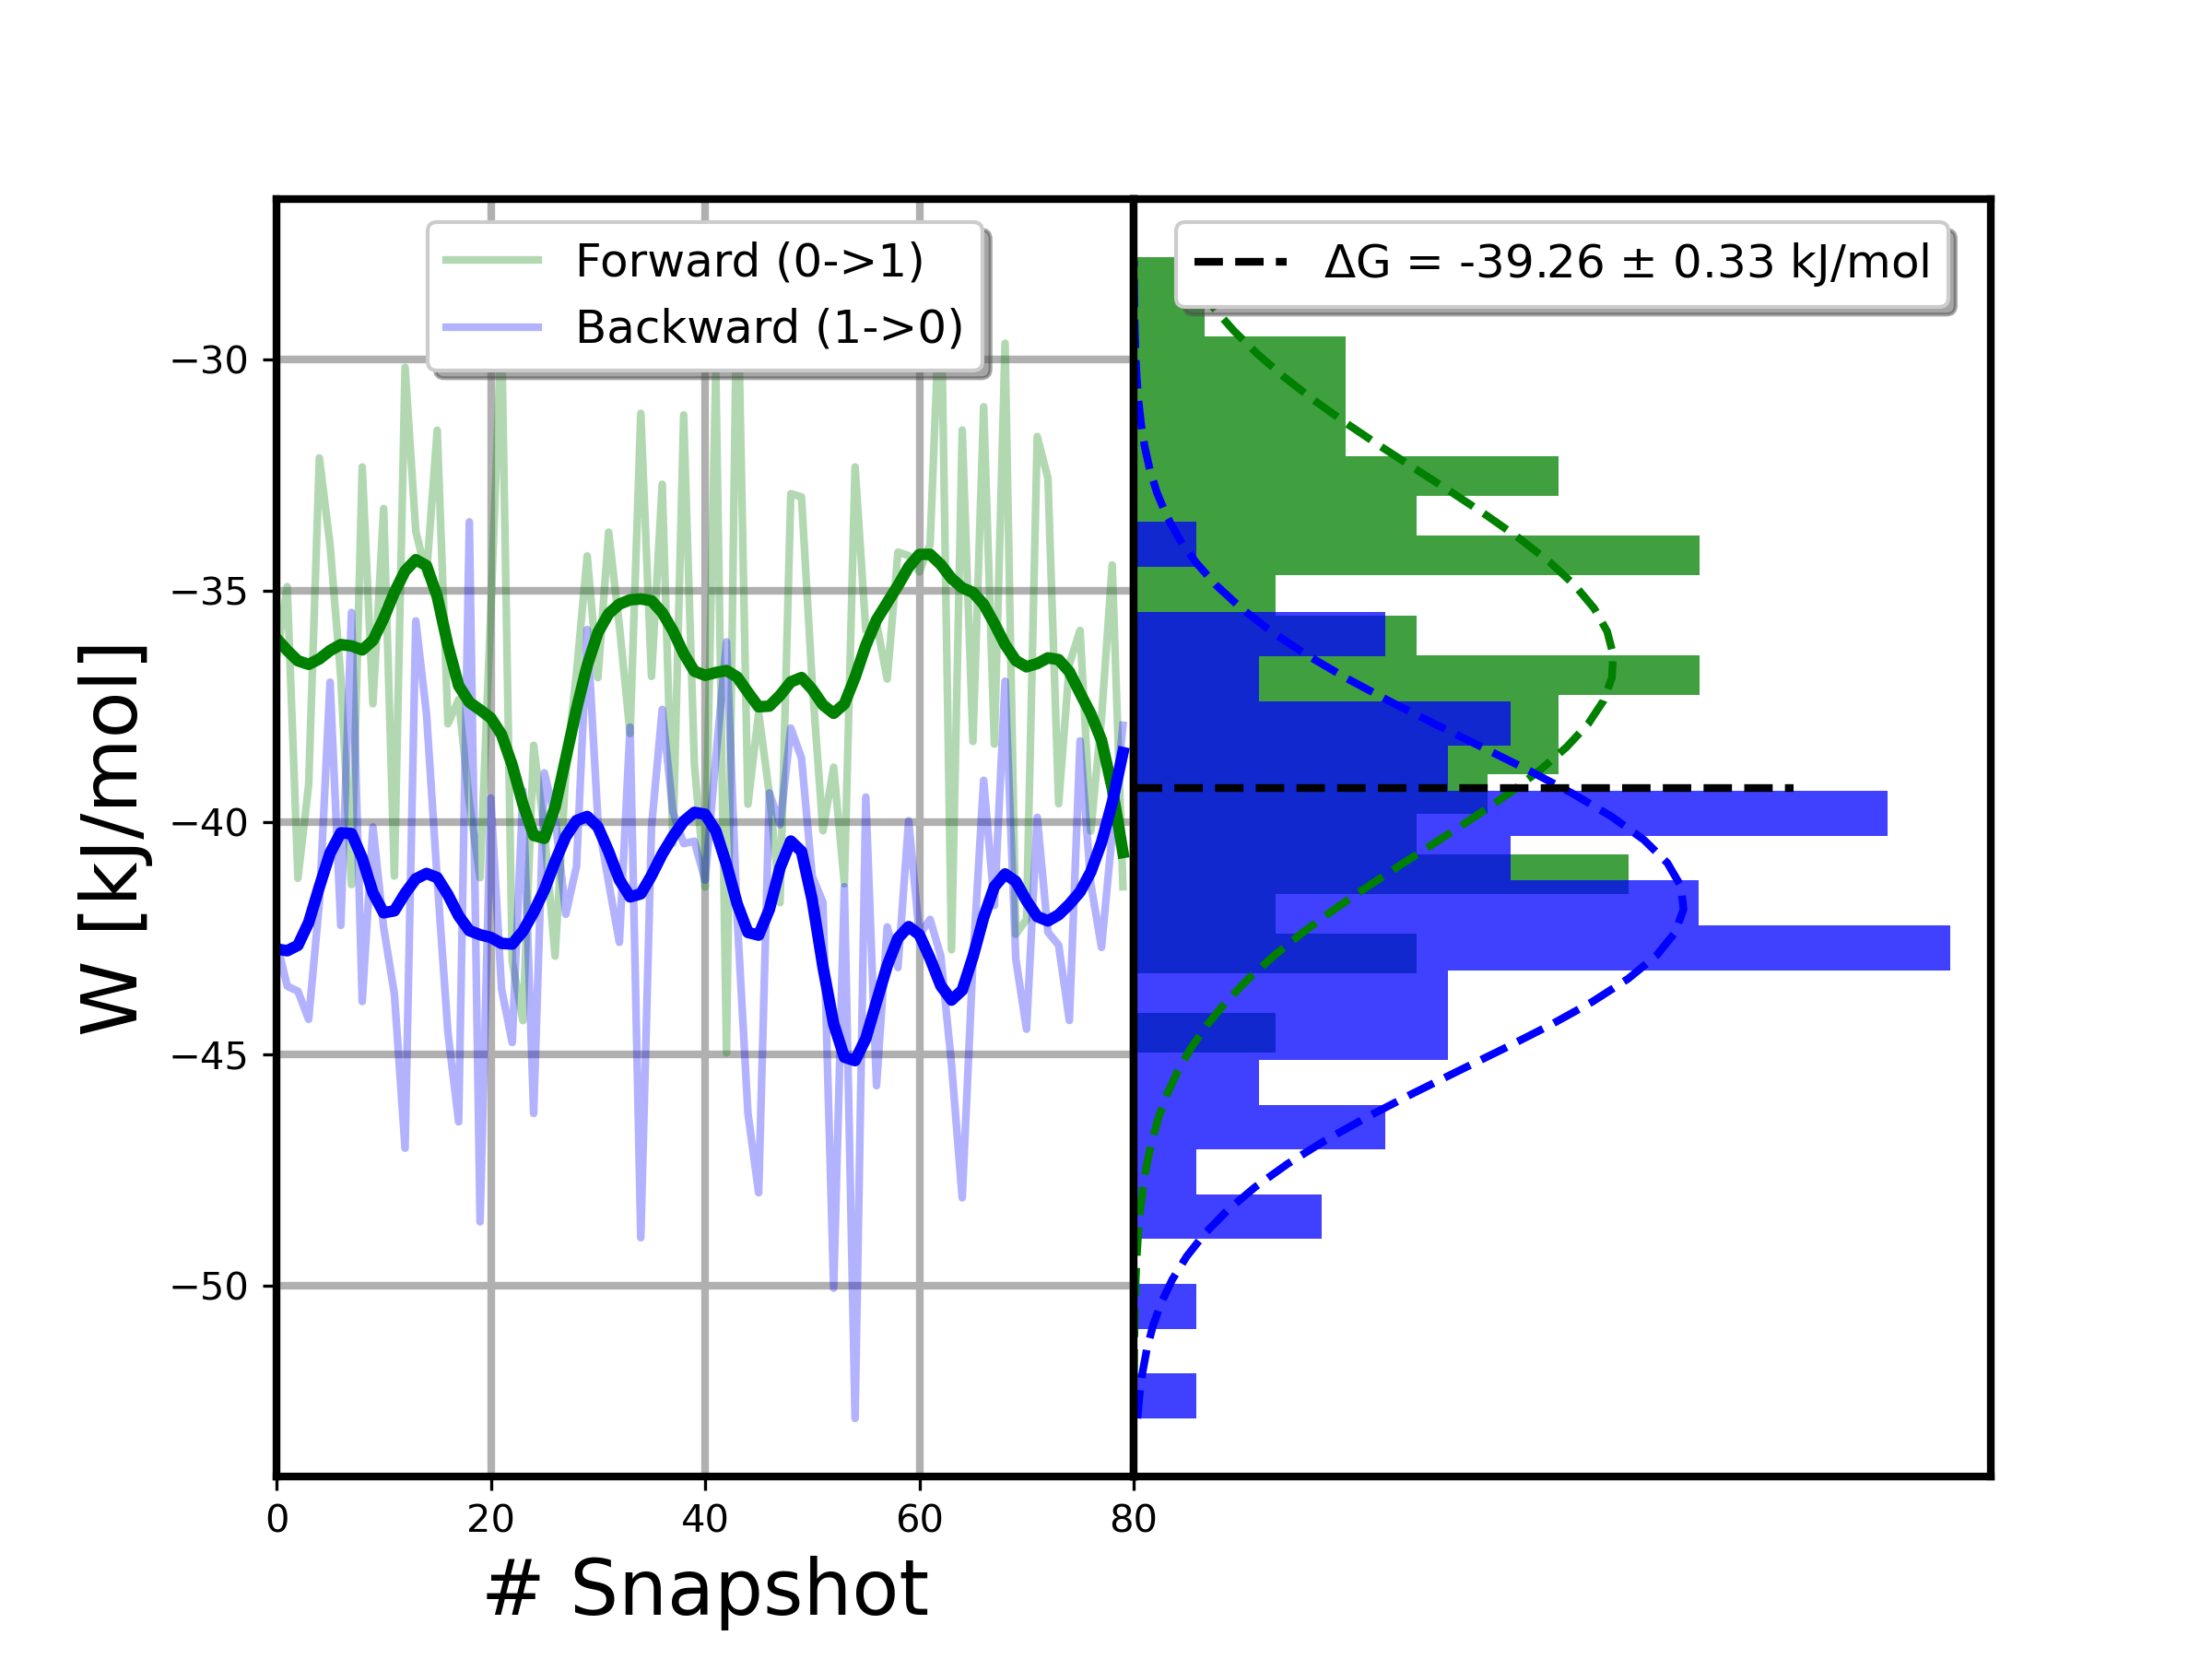 Forward (0->1)
Backward (1->0)
ΔG = -39.26 ± 0.33 kJ/mol
W [kJ/mol]
−30
−35
−40
−45
−50
0 20 40 60 80
# Snapshot